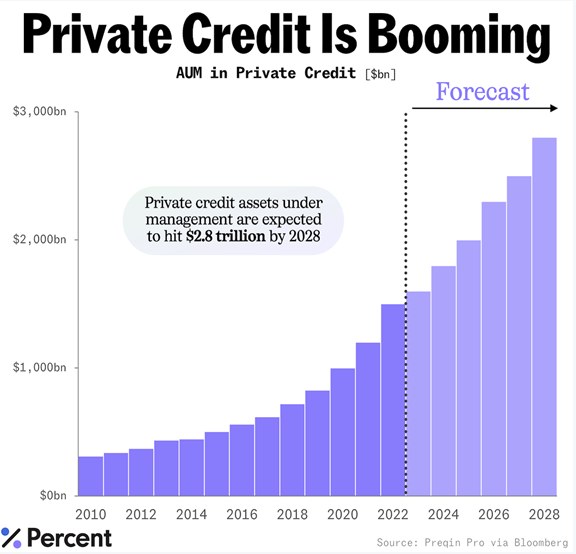 Private Credit Is Booming
AUM in Private Credit [$bn]
Forecast
$3,000bn
Private credit assets under
management are expected
to hit $2.8 trillion by 2028
$2,000bn
$1,000bn
$0bn
2010 2012 2014 2016 2018 2020 2022 2024 2026 2028
Percent
Source: Preqin Pro via Bloomberg